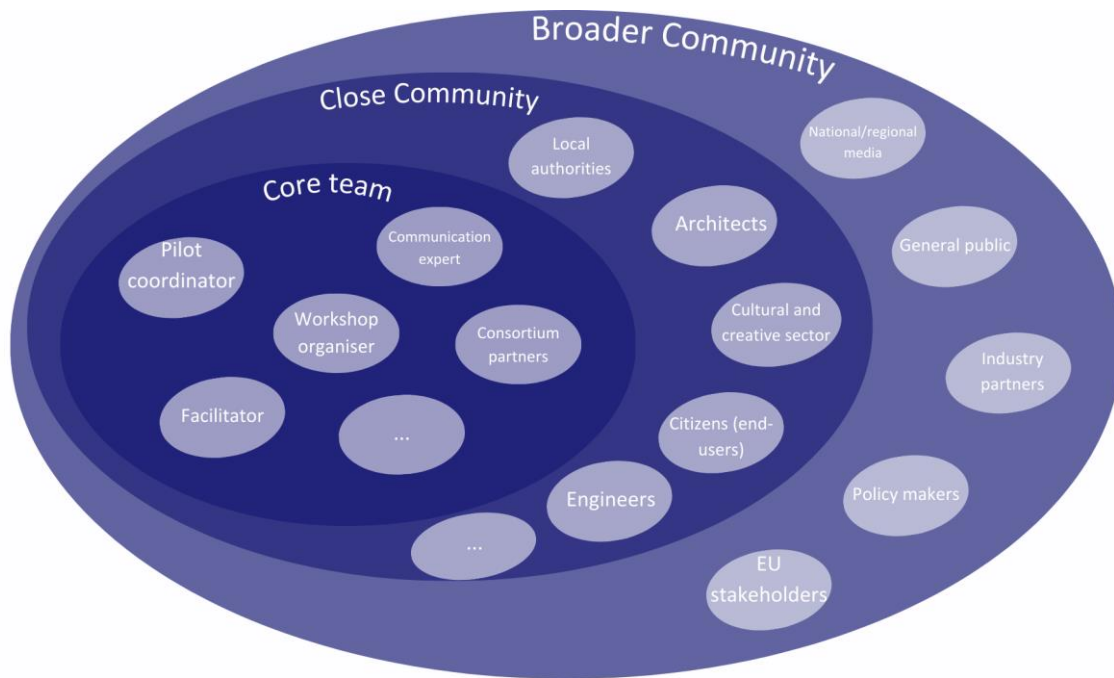 Broader Community
Close Community
Core team
Pilot
coordinator
Communication
expert
Workshop
organiser
Consortium
partners
Facilitator
...
Local
authorities
Architects
Cultural and
creative sector
Citizens (end-
users)
Engineers
...
National/regional
media
General public
Industry
partners
Policy makers
EU
stakeholders